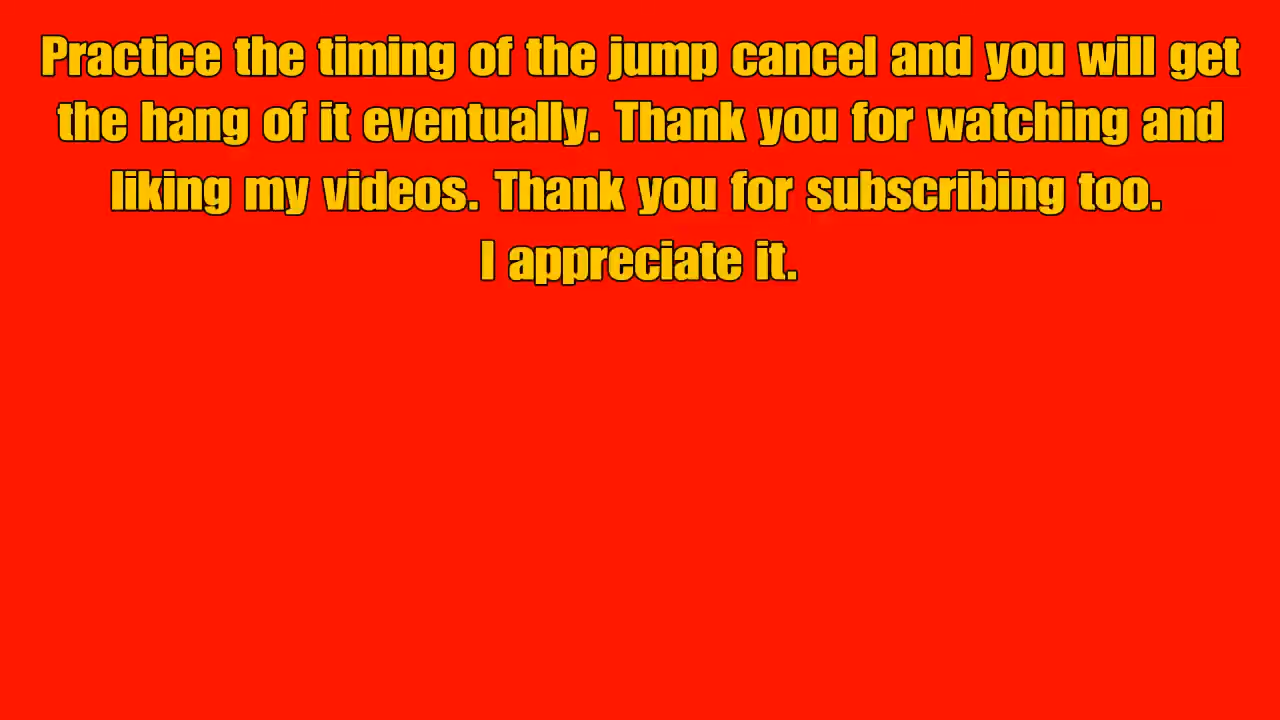 Practice the timing of the jump cancel and you will get
the hang of it eventually. Thank you for watching and
liking my videos. Thank you for subscribing too.
I appreciate it.